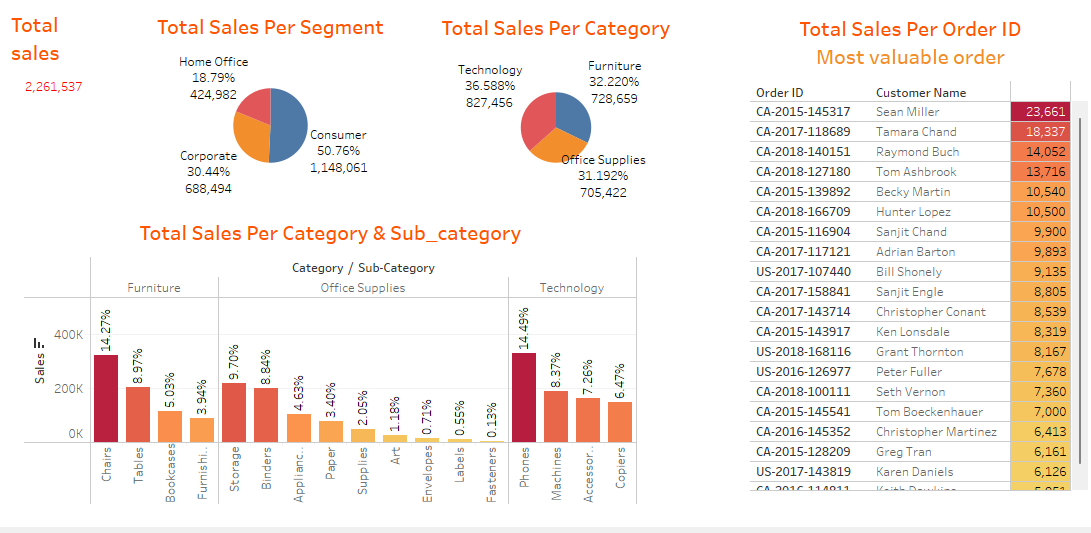 Total
sales
2,261,537
Total Sales Per Segment
Home Office
18.79%
424,982
Consumer
50.76%
1,148,061
Corporate
30.44%
688,494
Total Sales Per Category
Technology
36.588%
827,456
Furniture
32.220%
728,659
Office Supplies
31.192%
705,422
Total Sales Per Category & Sub_category
Category / Sub-Category
Furniture
Office Supplies
Technology
Sales
400K
200K
0K
14.27%
8.97%
5.03%
3.94%
9.70%
8.84%
4.63%
3.40%
2.05%
1.18%
0.71%
0.55%
0.13%
14.49%
8.37%
7.26%
6.47%
Chairs
Tables
Bookcases
Furnishi..
Storage
Binders
Applianc..
Paper
Supplies
Art
Envelopes
Labels
Fasteners
Phones
Machines
Accessor..
Copiers
Total Sales Per Order ID
Most valuable order
Order ID Customer Name
CA-2015-145317 Sean Miller 23,661
CA-2017-118689 Tamara Chand 18,337
CA-2018-140151 Raymond Buch 14,052
CA-2018-127180 Tom Ashbrook 13,716
CA-2015-139892 Becky Martin 10,540
CA-2018-166709 Hunter Lopez 10,500
CA-2015-116904 Sanjit Chand 9,900
CA-2017-117121 Adrian Barton 9,893
US-2017-107440 Bill Shonely 9,135
CA-2017-158841 Sanjit Engle 8,805
CA-2017-143714 Christopher Conant 8,539
CA-2015-143917 Ken Lonsdale 8,319
US-2018-168116 Grant Thornton 8,167
US-2016-126977 Peter Fuller 7,678
CA-2018-100111 Seth Vernon 7,360
CA-2015-145541 Tom Boeckenhauer 7,000
CA-2016-145352 Christopher Martinez 6,413
CA-2015-128209 Greg Tran 6,161
US-2017-143819 Karen Daniels 6,126